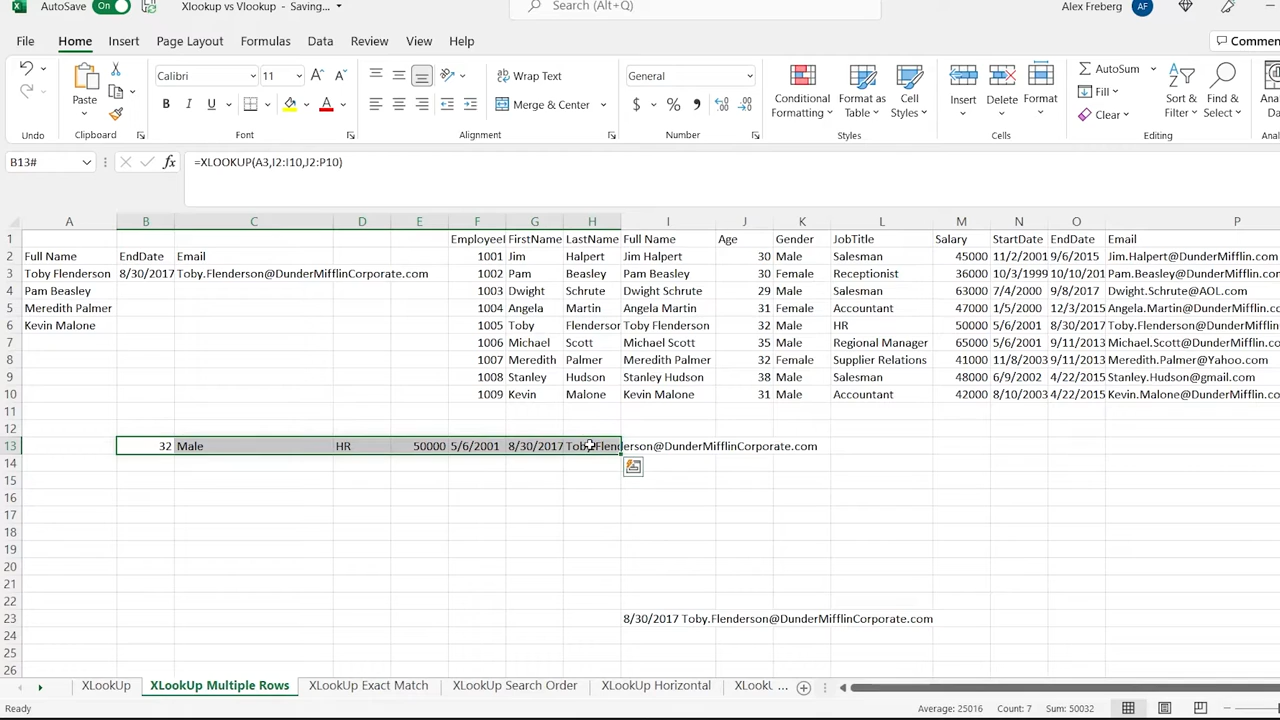 AutoSave On Xlookup vs Vlookup - Saving... Search (Alt+Q) Alex Freberg AF
File Home Insert Page Layout Formulas Data Review View Help
Calibri 11 Wrap Text General AutoSum
Paste Conditional Formatting Format as Table Cell Styles Insert Delete Format Fill Sort & Filter Find & Select
B I U A Merge & Center $ % Clear
Undo Clipboard Font Alignment Number Styles Cells Editing
B13# fx =XLOOKUP(A3,I2:I10,J2:P10)
A B C D E F G H I J K L M N O P
1 EmployeeI FirstName LastName Full Name Age Gender JobTitle Salary StartDate EndDate Email
2 Full Name EndDate Email 1001 Jim Halpert Jim Halpert 30 Male Salesman 45000 11/2/2001 9/6/2015 Jim.Halpert@DunderMifflin.com
3 Toby Flenderson 8/30/2017 Toby.Flenderson@DunderMifflinCorporate.com 1002 Pam Beasley Pam Beasley 30 Female Receptionist 36000 10/3/1999 10/10/201 Pam.Beasley@DunderMifflin.co
4 Pam Beasley 1003 Dwight Schrute Dwight Schrute 29 Male Salesman 63000 7/4/2000 9/8/2017 Dwight.Schrute@AOL.com
5 Meredith Palmer 1004 Angela Martin Angela Martin 31 Female Accountant 47000 1/5/2000 12/3/2015 Angela.Martin@DunderMifflin.c
6 Kevin Malone 1005 Toby Flenderson Toby Flenderson 32 Male HR 50000 5/6/2001 8/30/2017 Toby.Flenderson@DunderMifflin
7 1006 Michael Scott Michael Scott 35 Male Regional Manager 65000 5/6/2001 9/11/2013 Michael.Scott@DunderMifflin.co
8 1007 Meredith Palmer Meredith Palmer 32 Female Supplier Relations 41000 11/8/2003 9/11/2013 Meredith.Palmer@Yahoo.com
9 1008 Stanley Hudson Stanley Hudson 38 Male Salesman 48000 6/9/2002 4/22/2015 Stanley.Hudson@gmail.com
10 1009 Kevin Malone Kevin Malone 31 Male Accountant 42000 8/10/2003 4/22/2015 Kevin.Malone@DunderMifflin.co
11
12
13 32 Male HR 50000 5/6/2001 8/30/2017 Toby.Flenderson@DunderMifflinCorporate.com
14
15
16
17
18
19
20
21
22
23 8/30/2017 Toby.Flenderson@DunderMifflinCorporate.com
24
25
26
XLookUp XLookUp Multiple Rows XLookUp Exact Match XLookUp Search Order XLookUp Horizontal ...
Average: 25016 Count: 7 Sum: 50032